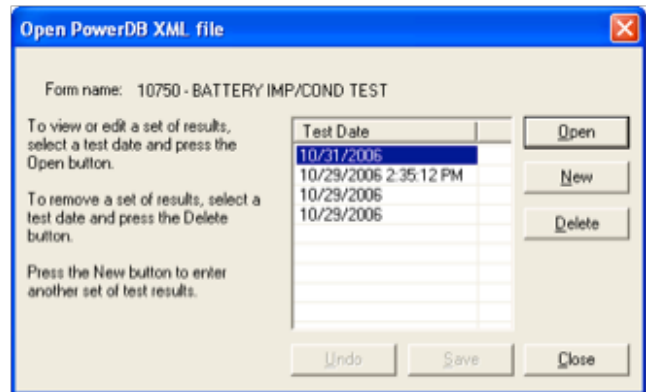 Open PowerDB XML file
Form name: 10750 - BATTERY IMP/COND TEST
To view or edit a set of results,
select a test date and press the
Open button.
To remove a set of results, select a
test date and press the Delete
button.
Press the New button to enter
another set of test results.
Test Date
10/31/2006
10/29/2006 2:35:12 PM
10/29/2006
10/29/2006
Open
New
Delete
Undo
Save
Close